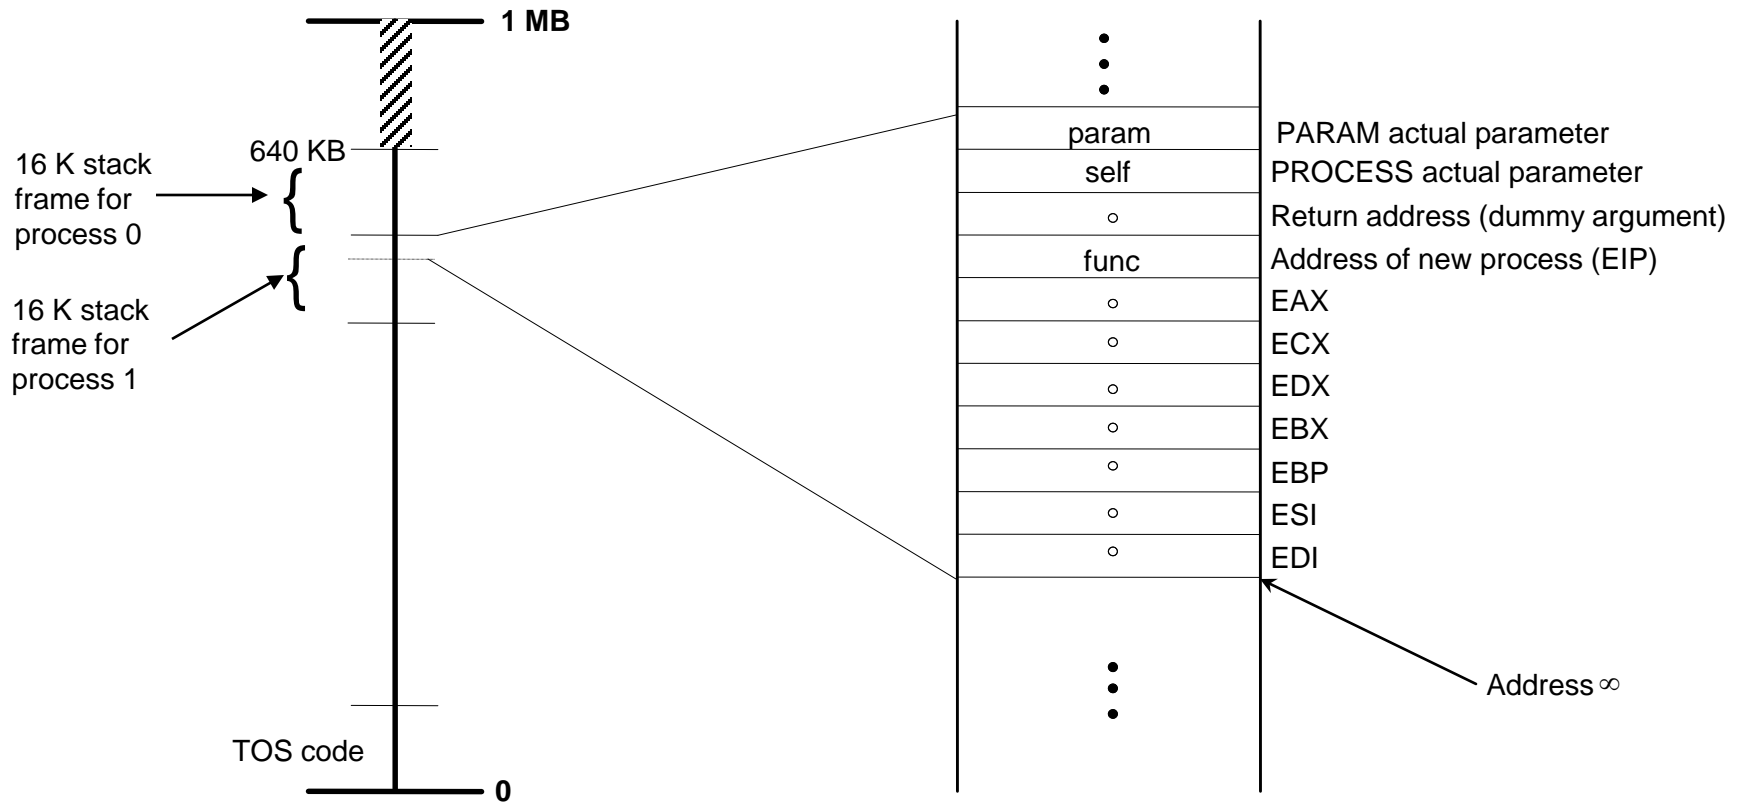 1 MB
640 KB
16 K stack
frame for
process 0
16 K stack
frame for
process 1
TOS code
0
param
PARAM actual parameter
self
PROCESS actual parameter
Return address (dummy argument)
func
Address of new process (EIP)
EAX
ECX
EDX
EBX
EBP
ESI
EDI
Address ∞